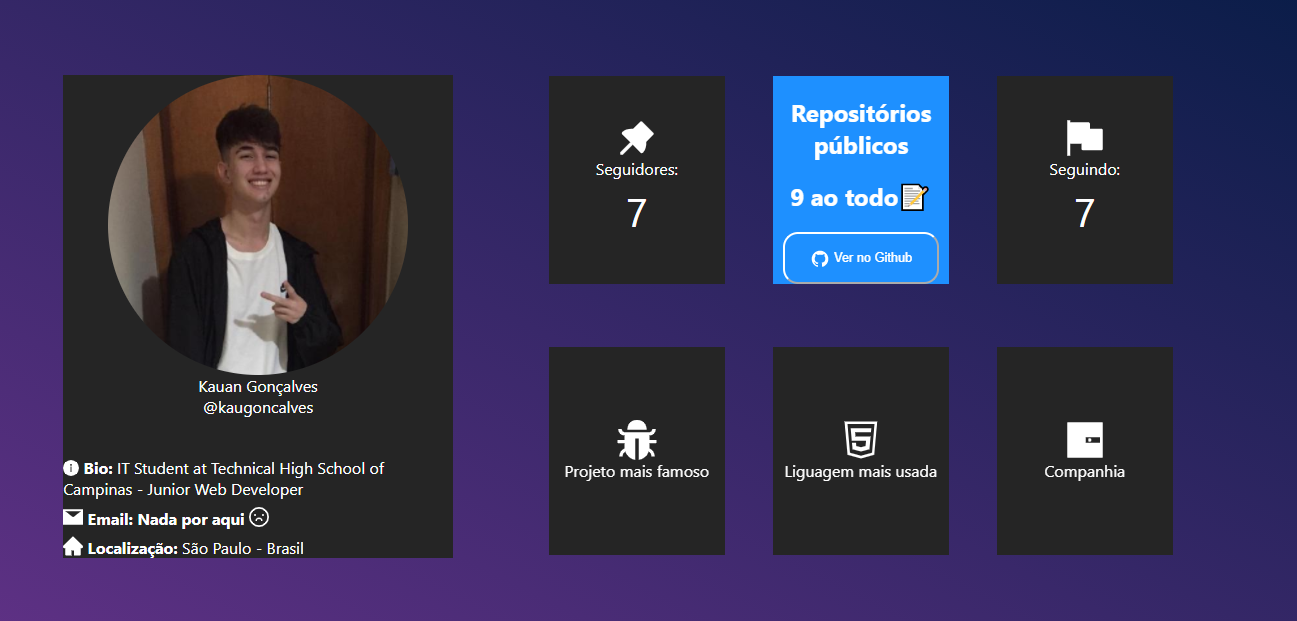 Kauan Gonçalves
@kaugoncalves
Bio: IT Student at Technical High School of
Campinas - Junior Web Developer
Email: Nada por aqui
Localização: São Paulo - Brasil
Seguidores:
7
Repositórios
públicos
9 ao todo
Ver no Github
Seguindo:
7
Projeto mais famoso
Liguagem mais usada
Companhia